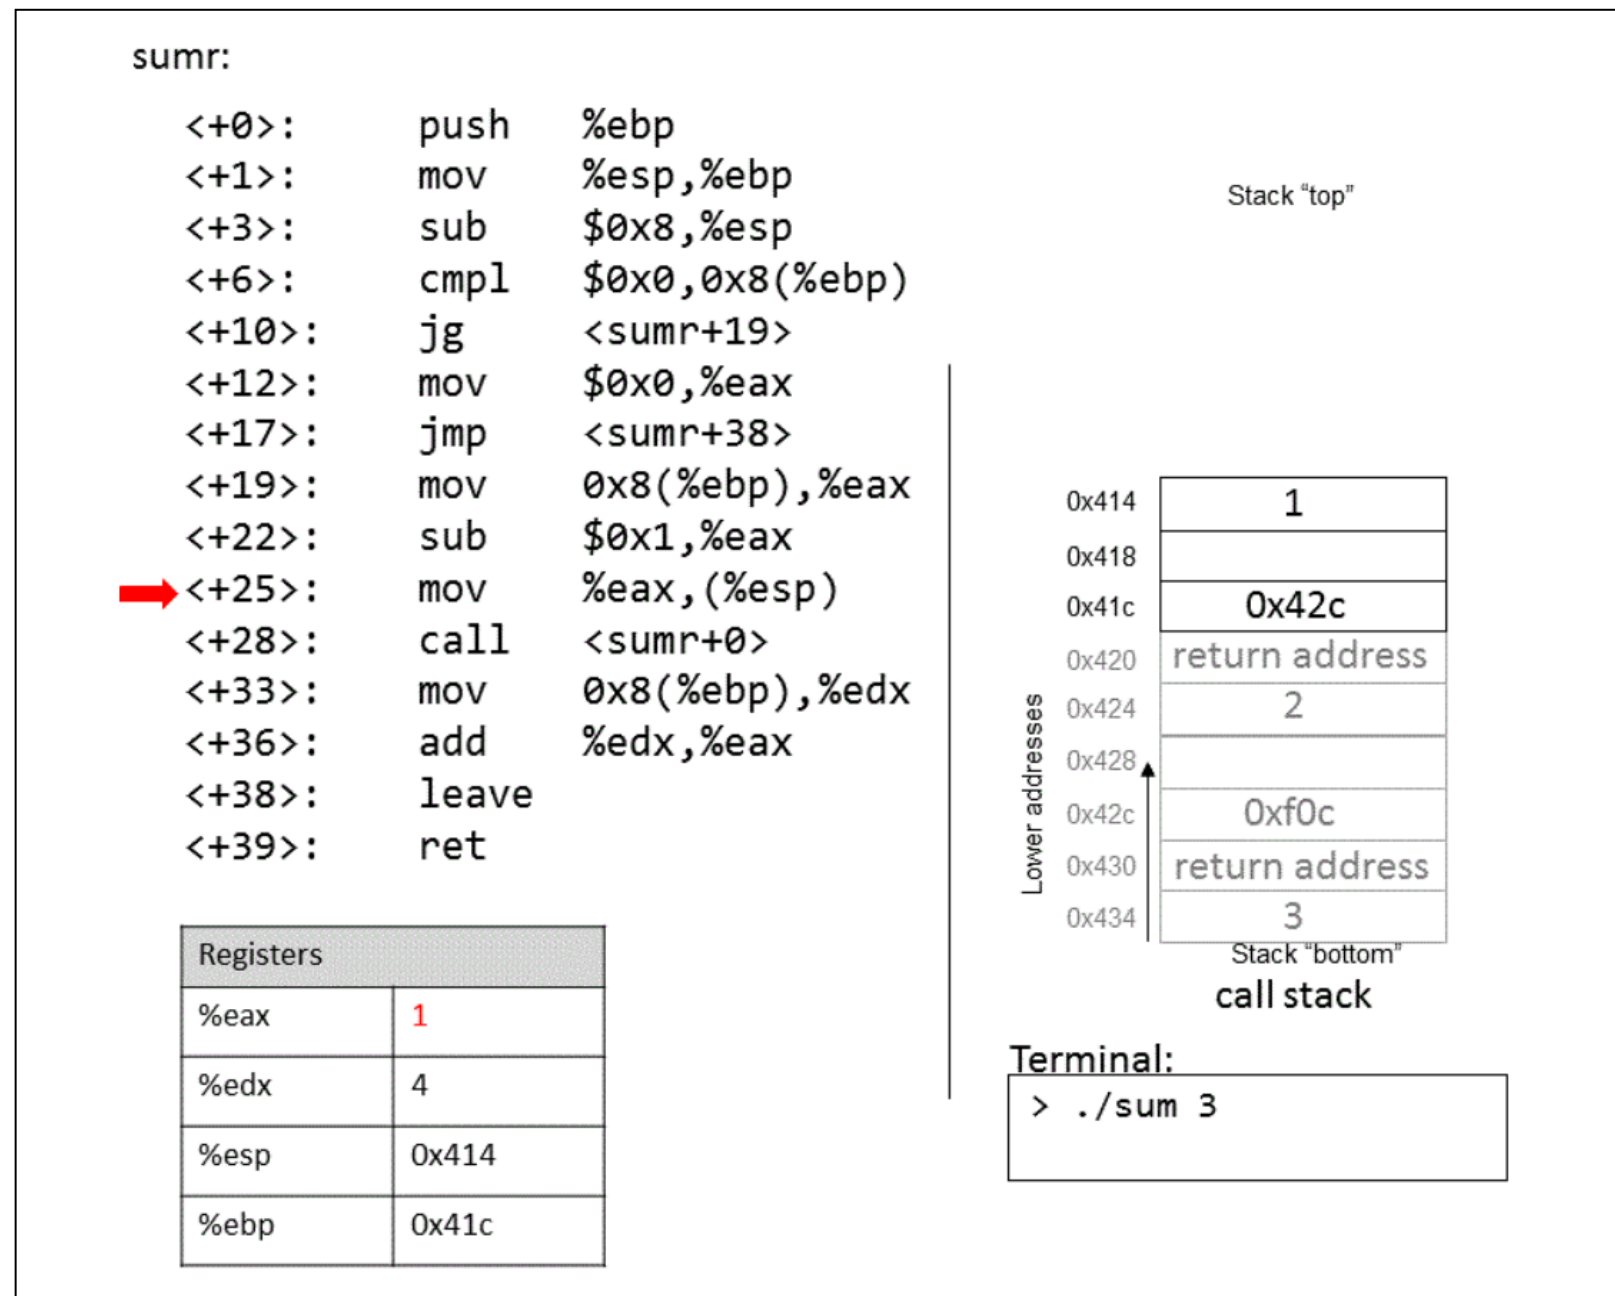 sumr:
<+0>: push %ebp
<+1>: mov %esp,%ebp
<+3>: sub $0x8,%esp
<+6>: cmpl $0x0,0x8(%ebp)
<+10>: jg <sumr+19>
<+12>: mov $0x0,%eax
<+17>: jmp <sumr+38>
<+19>: mov 0x8(%ebp),%eax
<+22>: sub $0x1,%eax
<+25>: mov %eax,(%esp)
<+28>: call <sumr+0>
<+33>: mov 0x8(%ebp),%edx
<+36>: add %edx,%eax
<+38>: leave
<+39>: ret
Registers
%eax 1
%edx 4
%esp 0x414
%ebp 0x41c
Stack “top”
0x414 1
0x418
0x41c 0x42c
0x420 return address
0x424 2
0x428
0x42c 0xf0c
0x430 return address
0x434 3
Lower addresses
Stack “bottom”
call stack
Terminal:
> ./sum 3